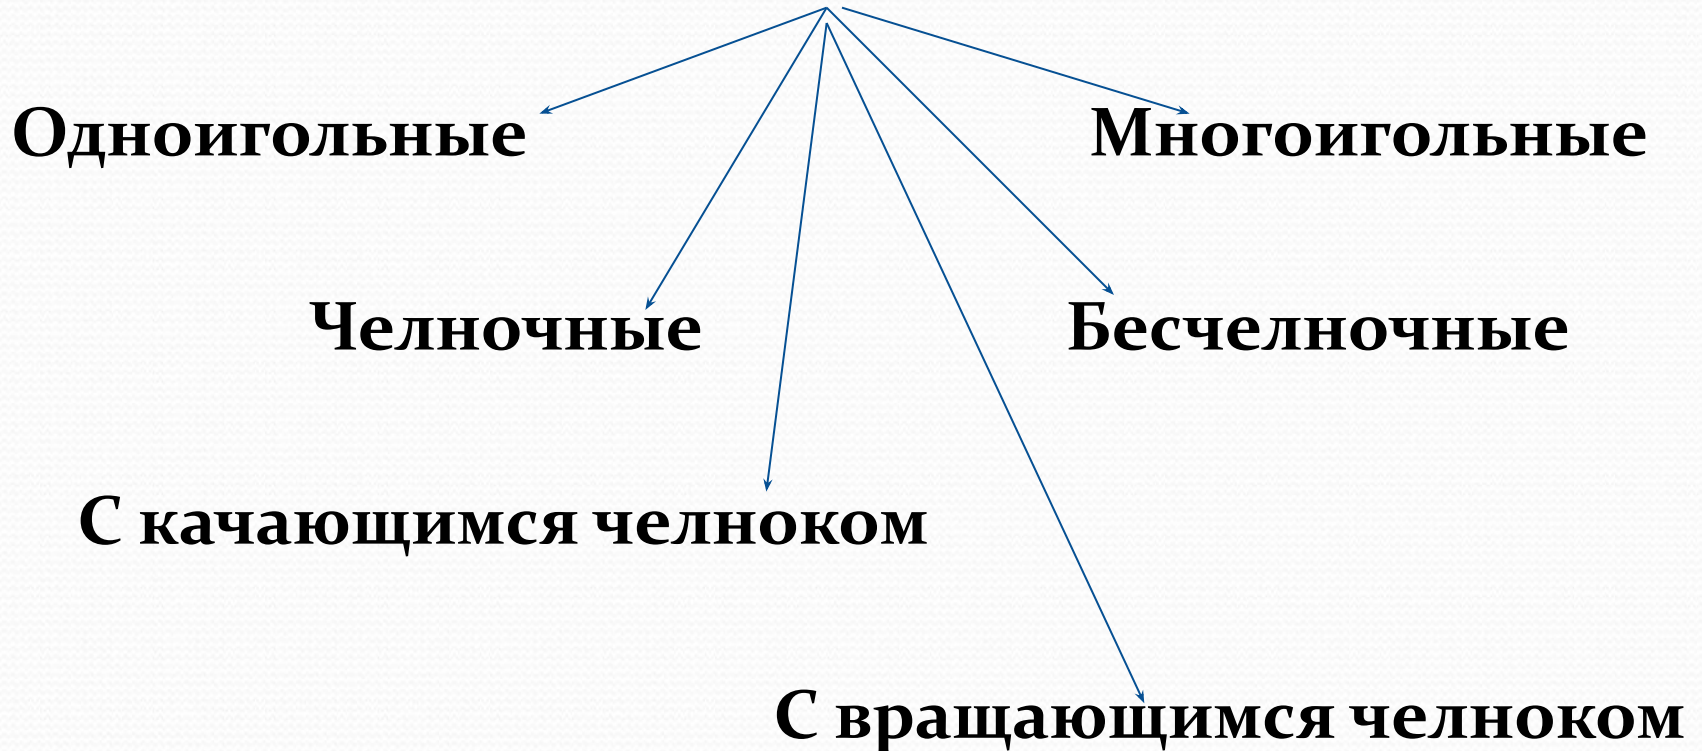 Одноигольные Многоигольные
Челночные Бесчелночные
С качающимся челноком
С вращающимся челноком